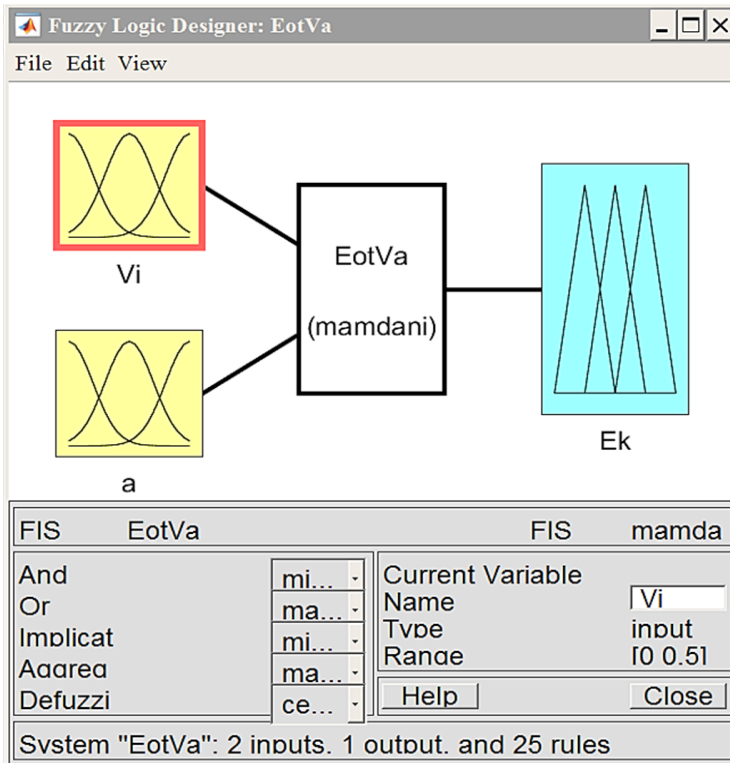 Fuzzy Logic Designer: EotVa
File Edit View
Vi
EotVa
(mamdani)
a
Ek
FIS EotVa FIS mamda
And mi...
Or ma...
Implicat mi...
Aggreg ma...
Defuzzi ce...
Current Variable
Name Vi
Type input
Range [0 0.5]
Help Close
System "EotVa": 2 inputs, 1 output, and 25 rules